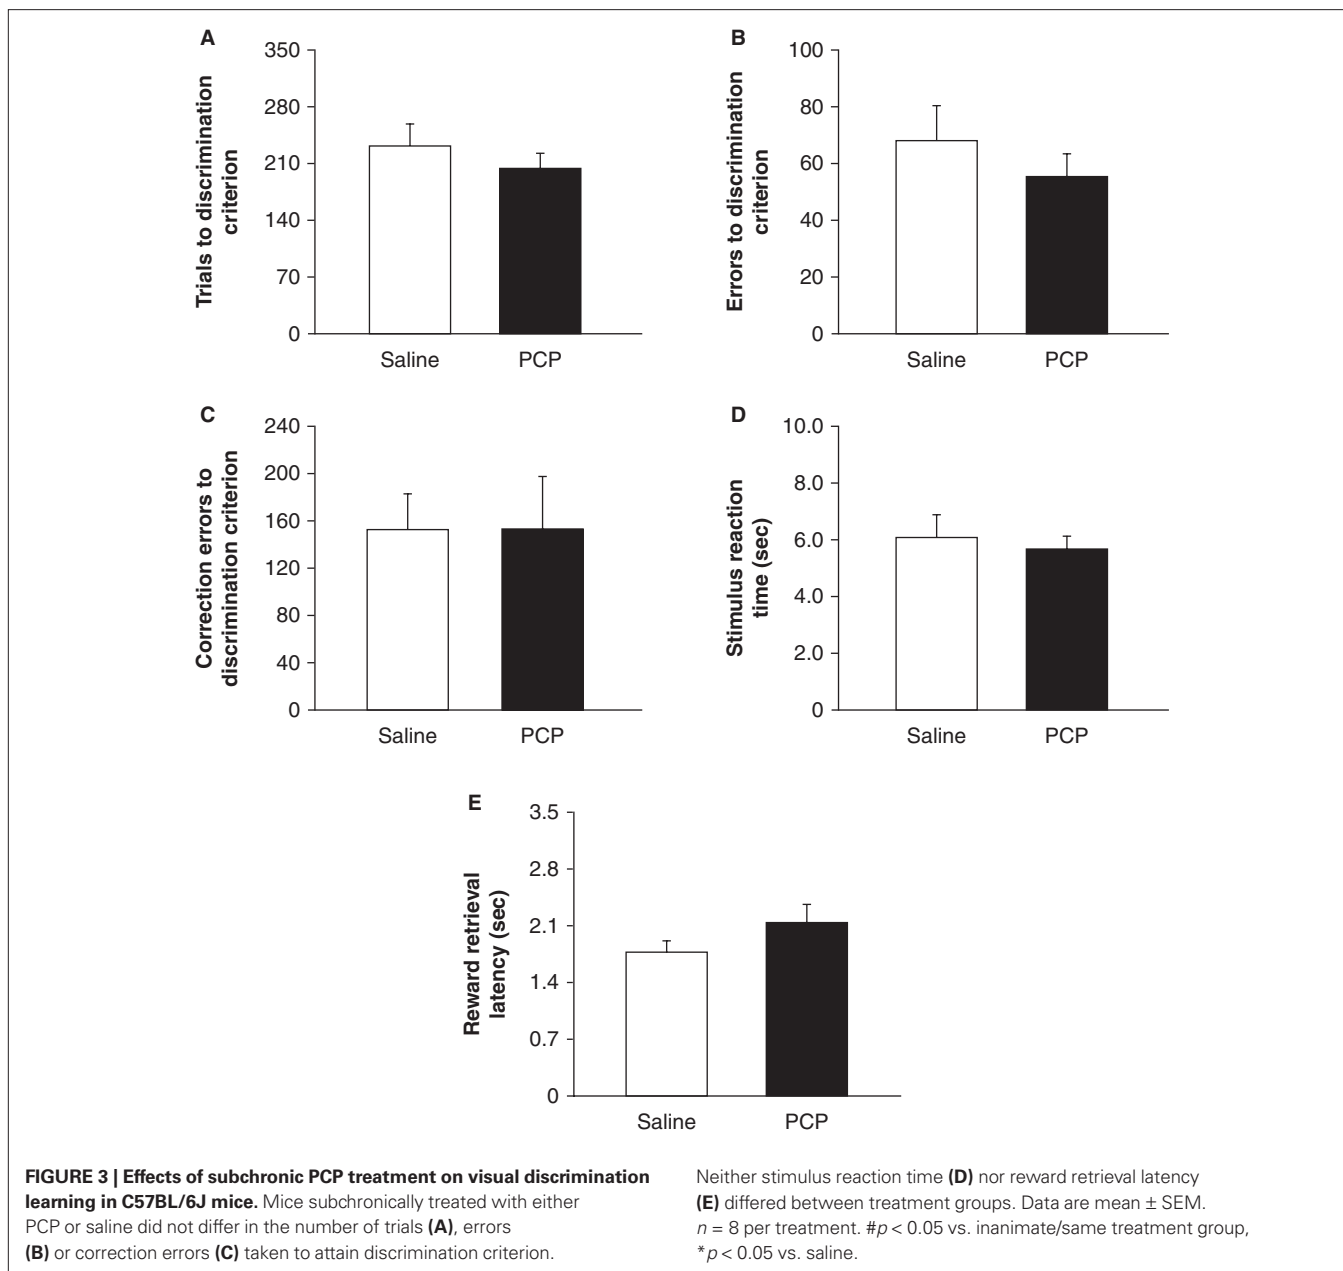 A
350
280
210
140
70
0
Trials to discrimination
criterion
Saline
PCP
B
100
80
60
40
20
0
Errors to discrimination
criterion
Saline
PCP
C
240
200
160
120
80
40
0
Correction errors to
discrimination criterion
Saline
PCP
D
10.0
8.0
6.0
4.0
2.0
0
Stimulus reaction
time (sec)
Saline
PCP
E
3.5
2.8
2.1
1.4
0.7
0
Reward retrieval
latency (sec)
Saline
PCP
FIGURE 3 | Effects of subchronic PCP treatment on visual discrimination
learning in C57BL/6J mice. Mice subchronically treated with either
PCP or saline did not differ in the number of trials (A), errors
(B) or correction errors (C) taken to attain discrimination criterion.
Neither stimulus reaction time (D) nor reward retrieval latency
(E) differed between treatment groups. Data are mean ± SEM.
n = 8 per treatment. #p < 0.05 vs. inanimate/same treatment group,
*p < 0.05 vs. saline.